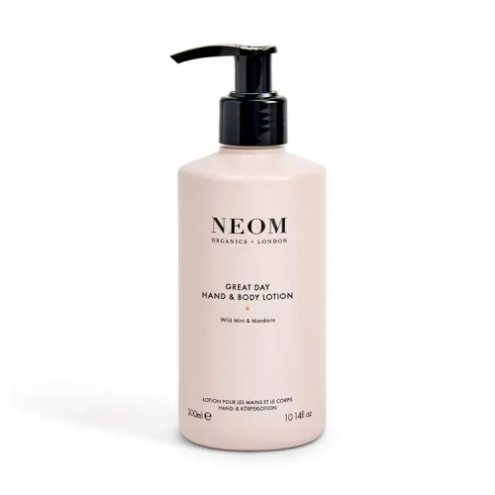 NEOM
ORGANICS • LONDON
GREAT DAY
HAND & BODY LOTION
Wild Mint & Mandarin
LOTION POUR LES MAINS ET LE CORPS
HAND- & KÖRPERLOTION
300ml e 10.14fl oz